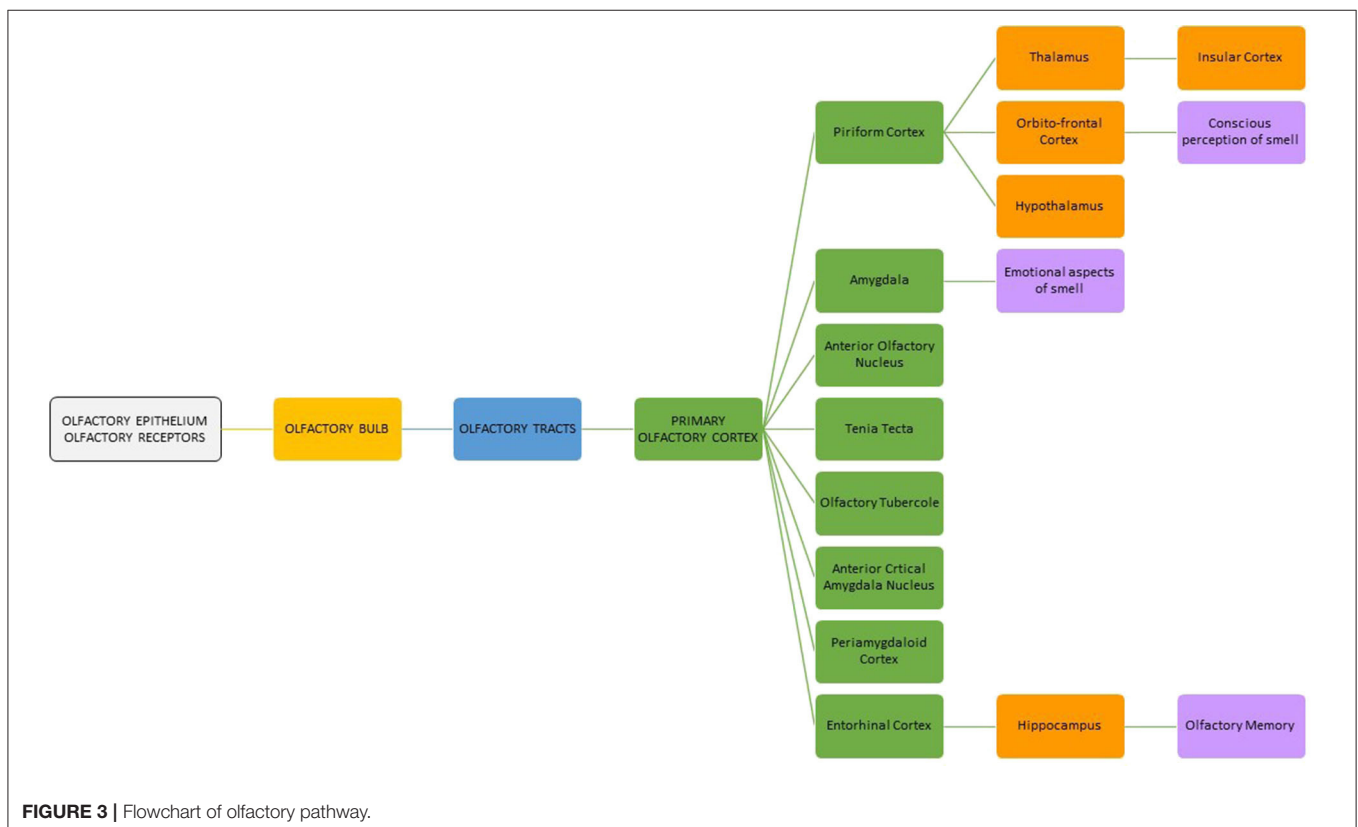 OLFACTORY EPITHELIUM
OLFACTORY RECEPTORS
OLFACTORY BULB
OLFACTORY TRACTS
PRIMARY
OLFACTORY CORTEX
Piriform Cortex
Thalamus
Insular Cortex
Orbito-frontal
Cortex
Conscious
perception of smell
Hypothalamus
Amygdala
Emotional aspects
of smell
Anterior Olfactory
Nucleus
Tenia Tecta
Olfactory Tubercole
Anterior Crtical
Amygdala Nucleus
Periamygdaloid
Cortex
Entorhinal Cortex
Hippocampus
Olfactory Memory
FIGURE 3 | Flowchart of olfactory pathway.